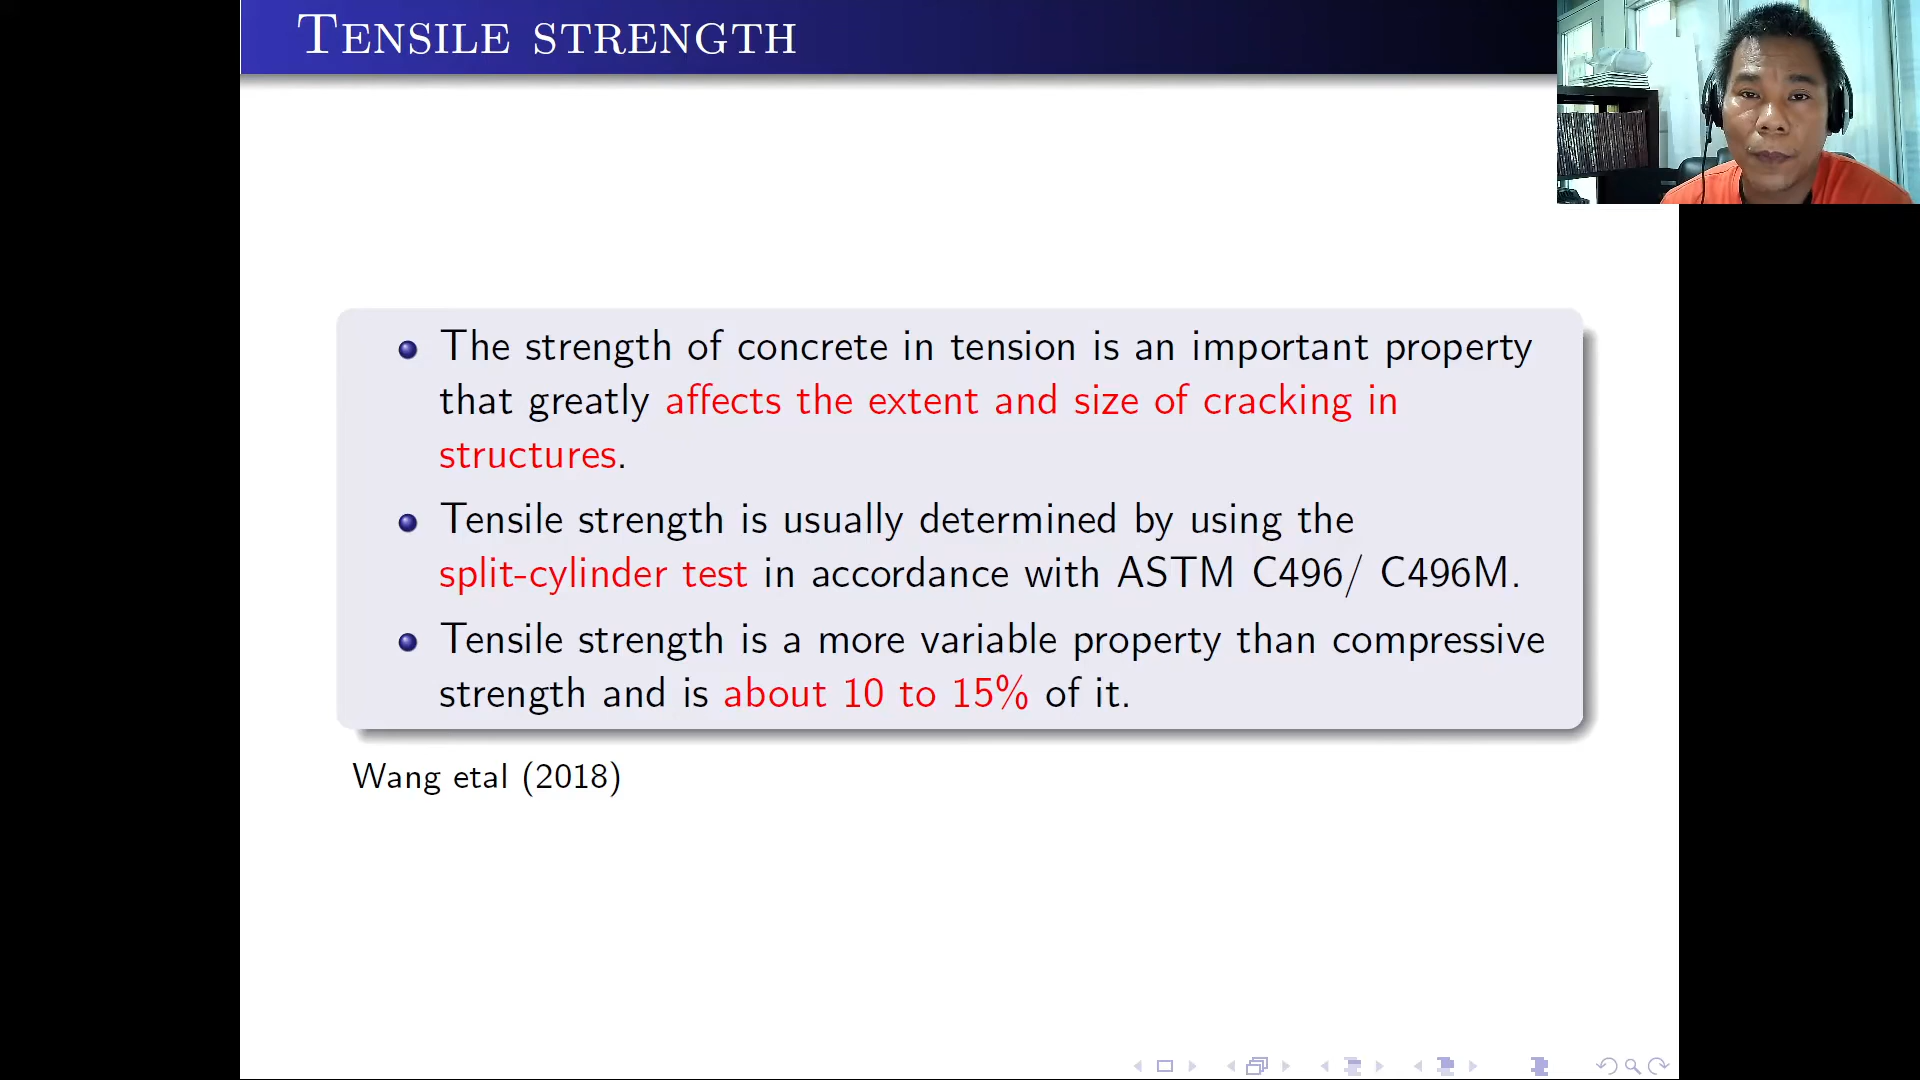 TENSILE STRENGTH
The strength of concrete in tension is an important property
that greatly affects the extent and size of cracking in
structures.
Tensile strength is usually determined by using the
split-cylinder test in accordance with ASTM C496/ C496M.
Tensile strength is a more variable property than compressive
strength and is about 10 to 15% of it.
Wang etal (2018)